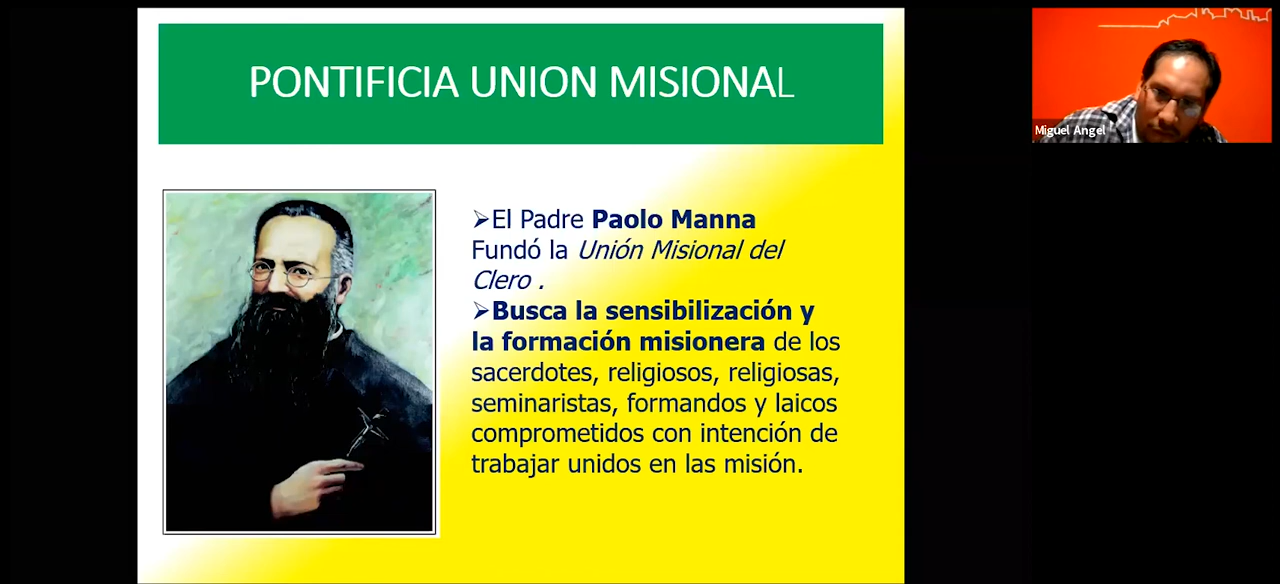 PONTIFICIA UNION MISIONAL
Miguel Angel
➢El Padre Paolo Manna
Fundó la Unión Misional del
Clero .
➢Busca la sensibilización y
la formación misionera de los
sacerdotes, religiosos, religiosas,
seminaristas, formandos y laicos
comprometidos con intención de
trabajar unidos en las misión.